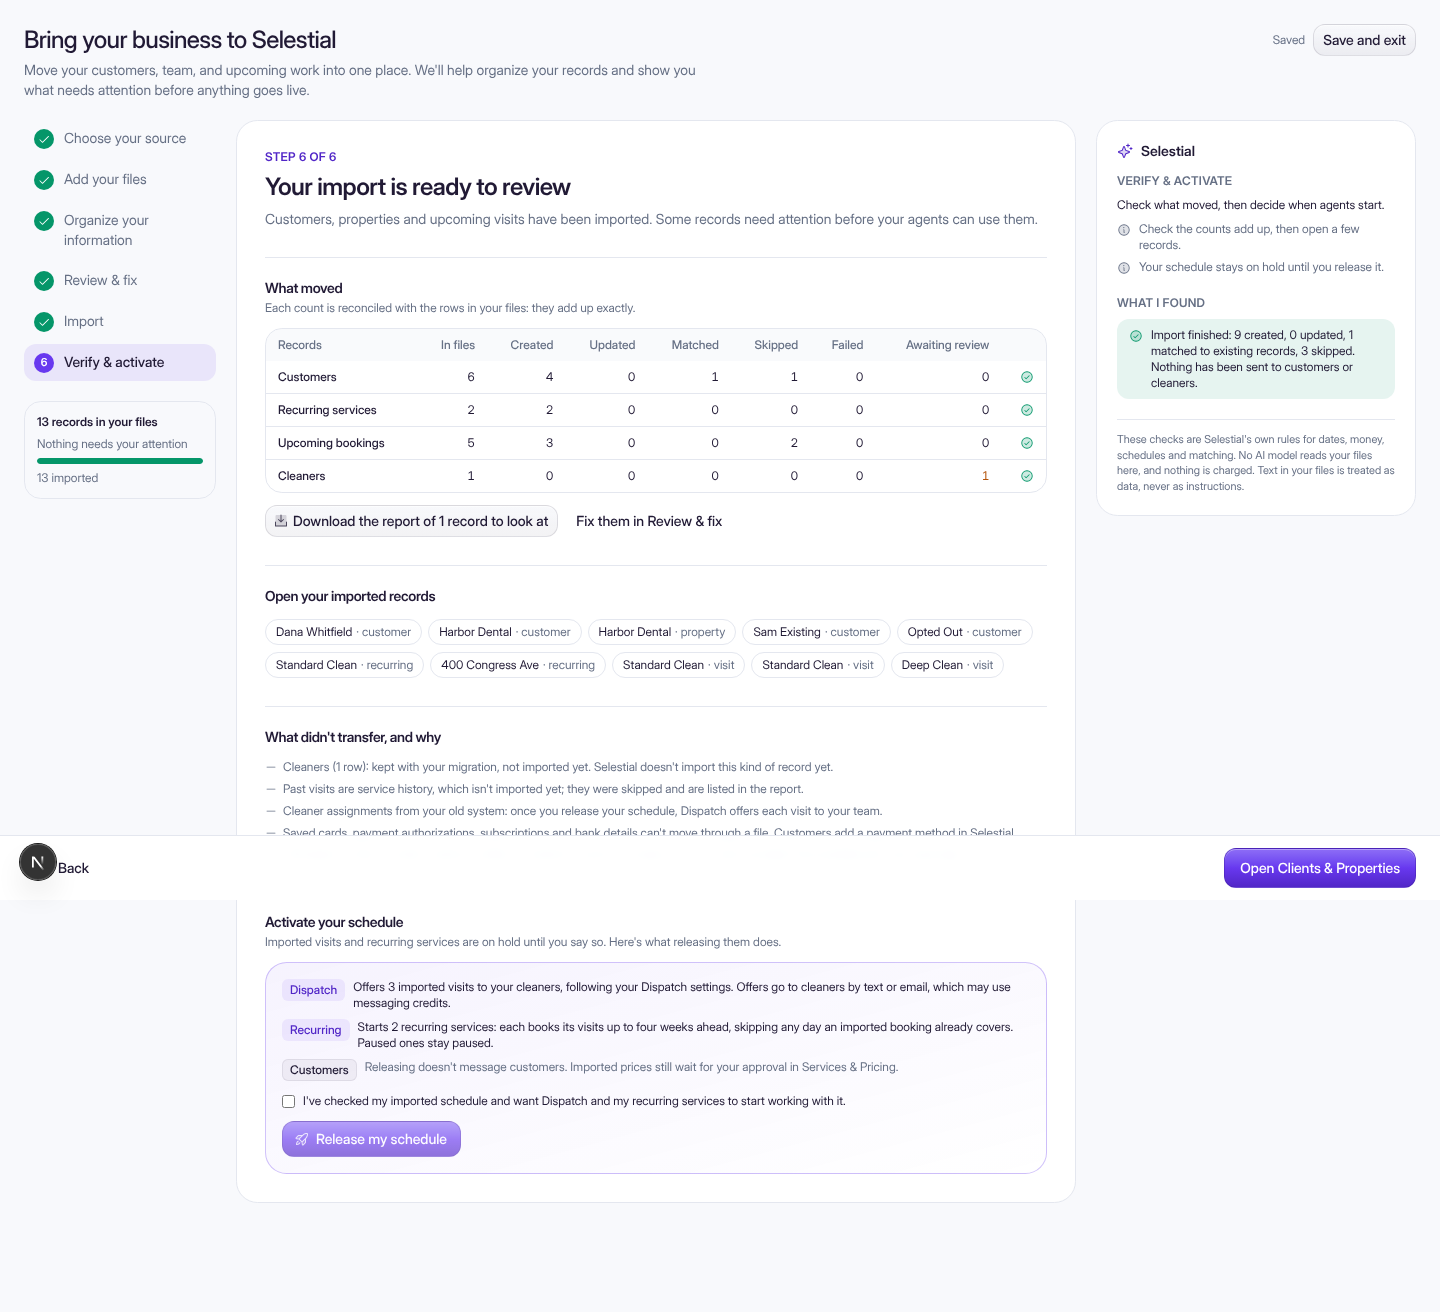 Bring your business to Selestial
Saved
Save and exit
Move your customers, team, and upcoming work into one place. We'll help organize your records and show you
what needs attention before anything goes live.
Choose your source
Add your files
Organize your
information
Review & fix
Import
6
Verify & activate
13 records in your files
Nothing needs your attention
13 imported
STEP 6 OF 6
Your import is ready to review
Customers, properties and upcoming visits have been imported. Some records need attention before your agents can use them.
What moved
Each count is reconciled with the rows in your files: they add up exactly.
Records In files Created Updated Matched Skipped Failed Awaiting review
Customers 6 4 0 1 1 0 0
Recurring services 2 2 0 0 0 0 0
Upcoming bookings 5 3 0 0 2 0 0
Cleaners 1 0 0 0 0 0 1
Download the report of 1 record to look at
Fix them in Review & fix
Open your imported records
Dana Whitfield · customer
Harbor Dental · customer
Harbor Dental · property
Sam Existing · customer
Opted Out · customer
Standard Clean · recurring
400 Congress Ave · recurring
Standard Clean · visit
Standard Clean · visit
Deep Clean · visit
What didn't transfer, and why
— Cleaners (1 row): kept with your migration, not imported yet. Selestial doesn't import this kind of record yet.
— Past visits are service history, which isn't imported yet; they were skipped and are listed in the report.
— Cleaner assignments from your old system: once you release your schedule, Dispatch offers each visit to your team.
— Saved cards, payment authorizations, subscriptions and bank details can't move through a file. Customers add a payment method in Selestial
N
Back
Open Clients & Properties
Activate your schedule
Imported visits and recurring services are on hold until you say so. Here's what releasing them does.
Dispatch
Offers 3 imported visits to your cleaners, following your Dispatch settings. Offers go to cleaners by text or email, which may use
messaging credits.
Recurring
Starts 2 recurring services: each books its visits up to four weeks ahead, skipping any day an imported booking already covers.
Paused ones stay paused.
Customers
Releasing doesn't message customers. Imported prices still wait for your approval in Services & Pricing.
I've checked my imported schedule and want Dispatch and my recurring services to start working with it.
Release my schedule
Selestial
VERIFY & ACTIVATE
Check what moved, then decide when agents start.
Check the counts add up, then open a few
records.
Your schedule stays on hold until you release it.
WHAT I FOUND
Import finished: 9 created, 0 updated, 1
matched to existing records, 3 skipped.
Nothing has been sent to customers or
cleaners.
These checks are Selestial's own rules for dates, money,
schedules and matching. No AI model reads your files
here, and nothing is charged. Text in your files is treated as
data, never as instructions.